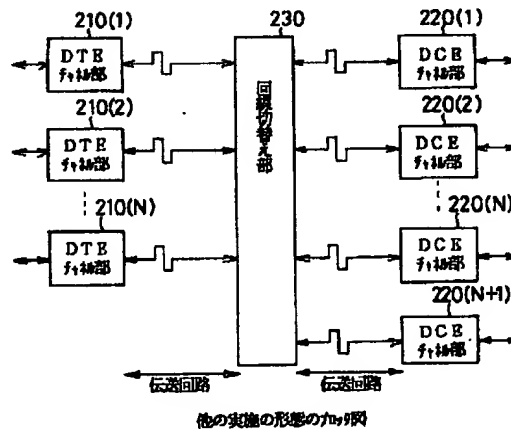 210(1)
230
220(1)
DTE
チャネル部
DCE
チャネル部
210(2)
220(2)
DTE
チャネル部
回線切替え部
DCE
チャネル部
210(N)
220(N)
DTE
チャネル部
DCE
チャネル部
220(N+1)
DCE
チャネル部
伝送回路
伝送回路
他の実施の形態のブロック図